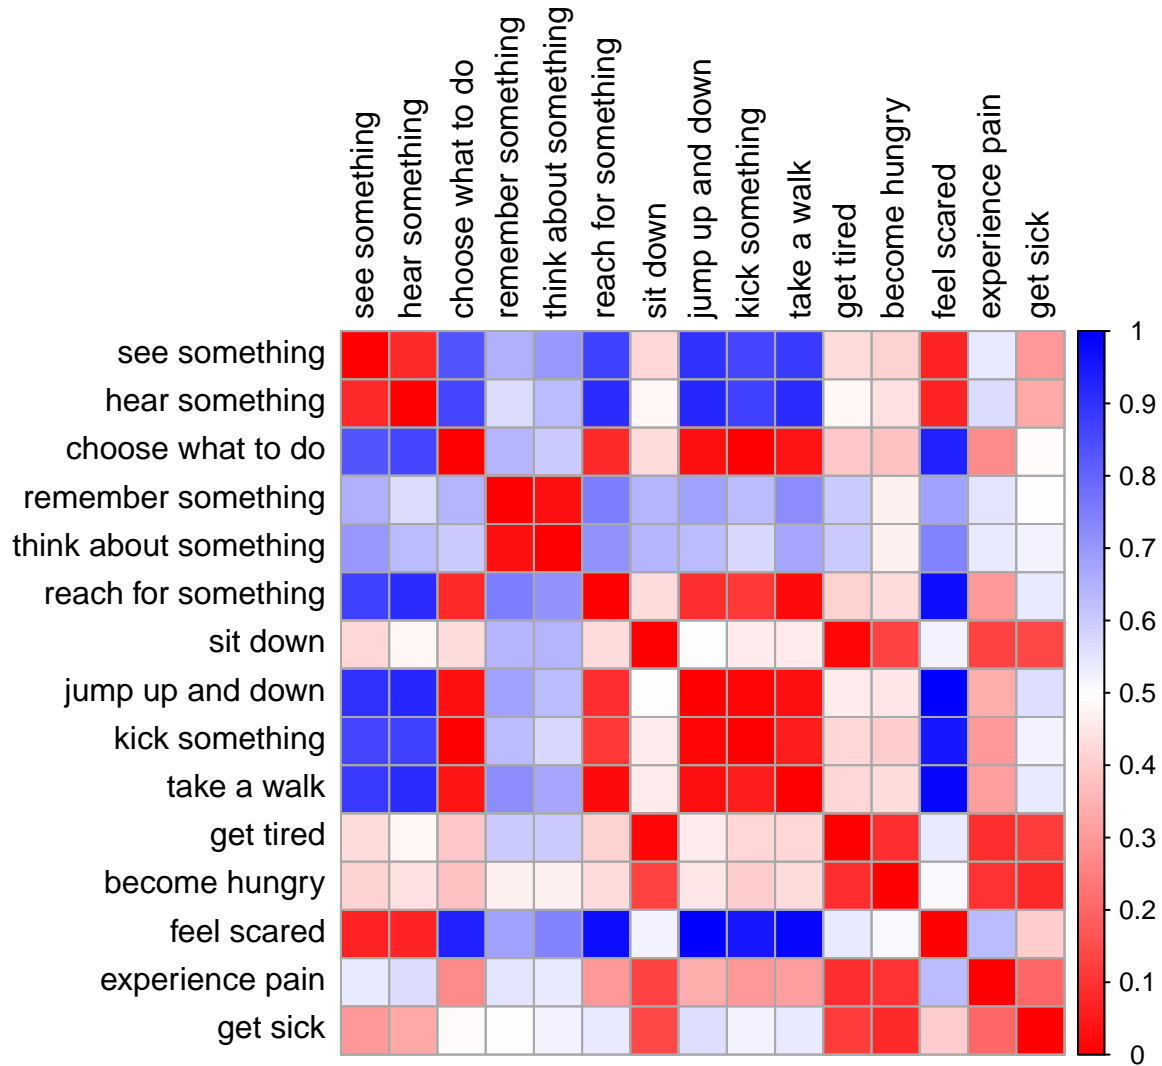 see something
hear something
choose what to do
remember something
think about something
reach for something
sit down
jump up and down
kick something
take a walk
get tired
become hungry
feel scared
experience pain
get sick
see something
hear something
choose what to do
remember something
think about something
reach for something
sit down
jump up and down
kick something
take a walk
get tired
become hungry
feel scared
experience pain
get sick
1
0.9
0.8
0.7
0.6
0.5
0.4
0.3
0.2
0.1
0